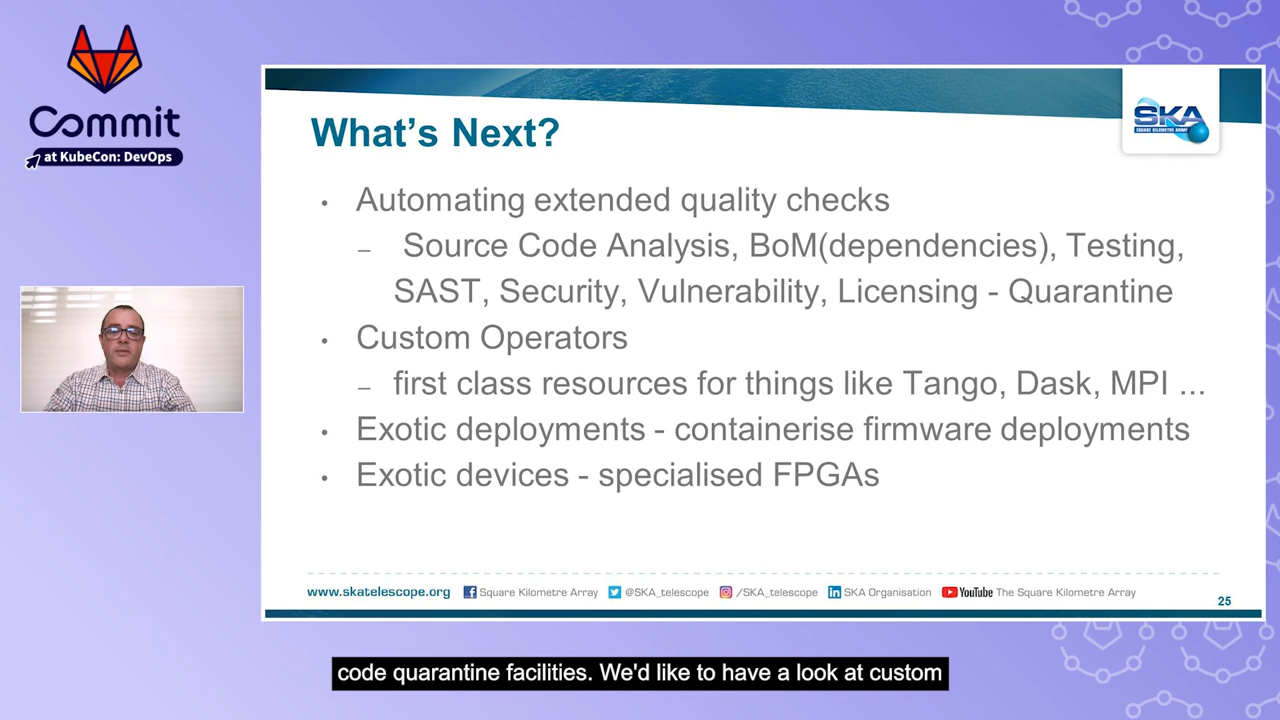 Commit
at KubeCon: DevOps
SKA
SQUARE KILOMETRE ARRAY
What's Next?
• Automating extended quality checks
– Source Code Analysis, BoM(dependencies), Testing,
SAST, Security, Vulnerability, Licensing - Quarantine
• Custom Operators
– first class resources for things like Tango, Dask, MPI ...
• Exotic deployments - containerise firmware deployments
• Exotic devices - specialised FPGAs
www.skatelescope.org Square Kilometre Array @SKA_telescope /SKA_telescope SKA Organisation YouTube The Square Kilometre Array
25
code quarantine facilities. We'd like to have a look at custom